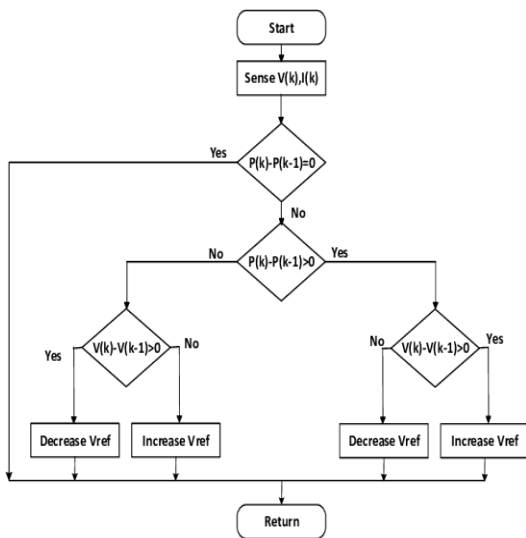 Start
Sense V(k),I(k)
Yes
P(k)-P(k-1)=0
No
No
P(k)-P(k-1)>0
Yes
Yes
V(k)-V(k-1)>0
No
No
V(k)-V(k-1)>0
Yes
Decrease Vref
Increase Vref
Decrease Vref
Increase Vref
Return